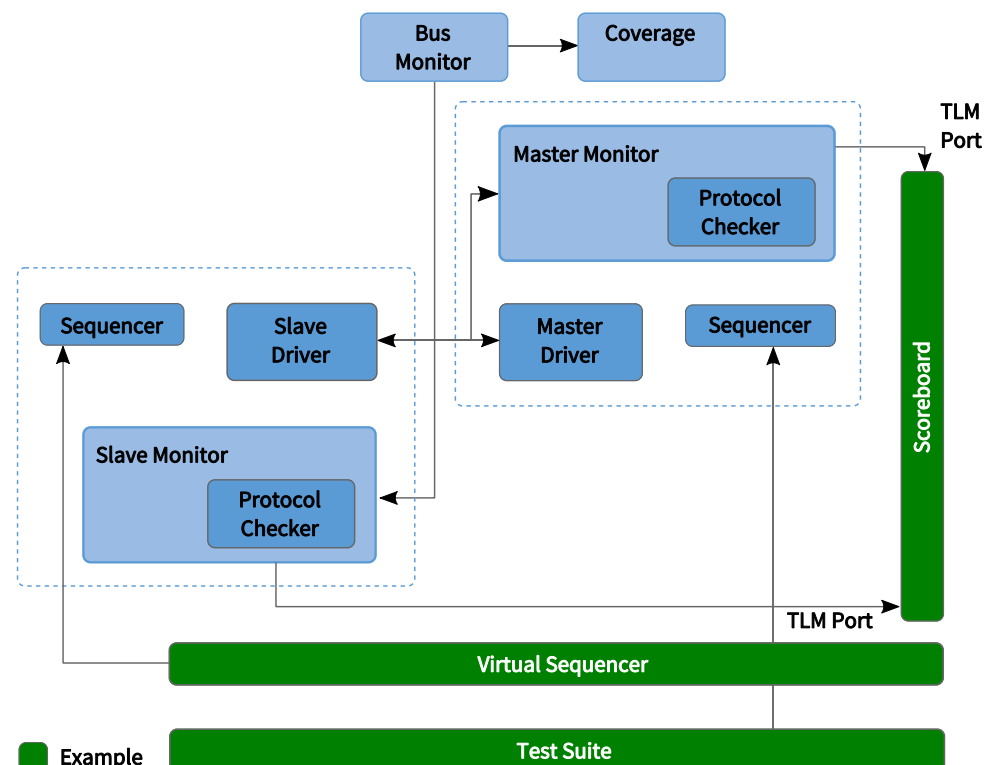 Bus
Monitor
Coverage
TLM
Port
Master Monitor
Protocol
Checker
Sequencer
Slave
Driver
Master
Driver
Sequencer
Scoreboard
Slave Monitor
Protocol
Checker
TLM Port
Virtual Sequencer
Test Suite
Example